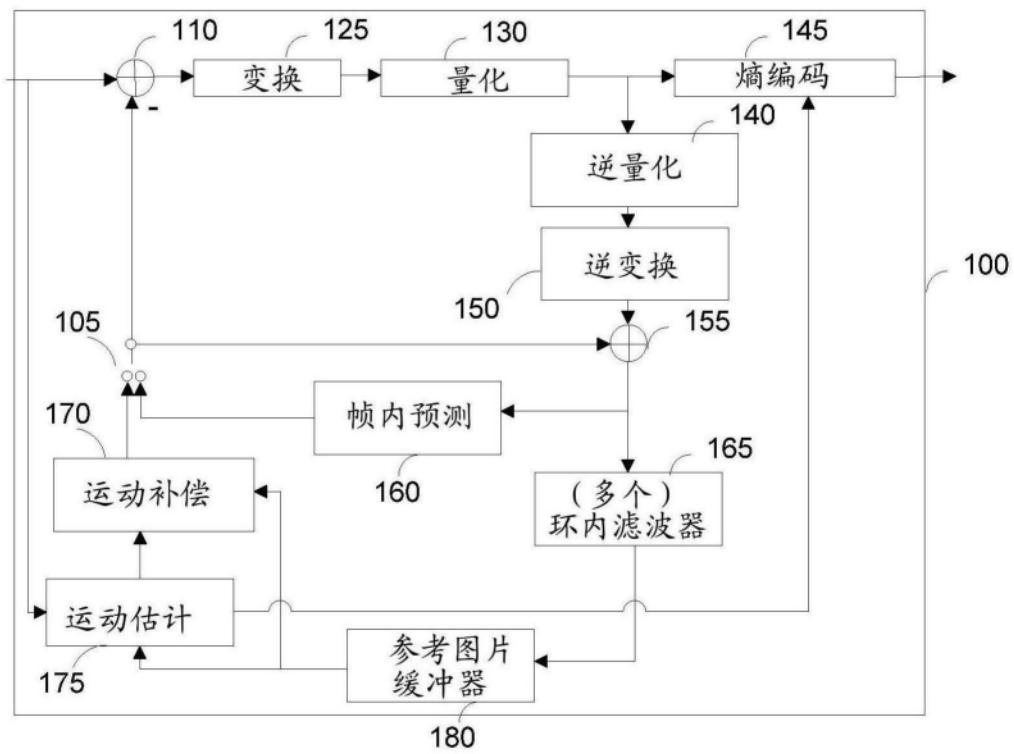 110
125
130
145
变换
量化
熵编码
-
140
逆量化
100
逆变换
150
155
105
帧内预测
170
160
165
运动补偿
(多个)
环内滤波器
运动估计
175
参考图片
缓冲器
180